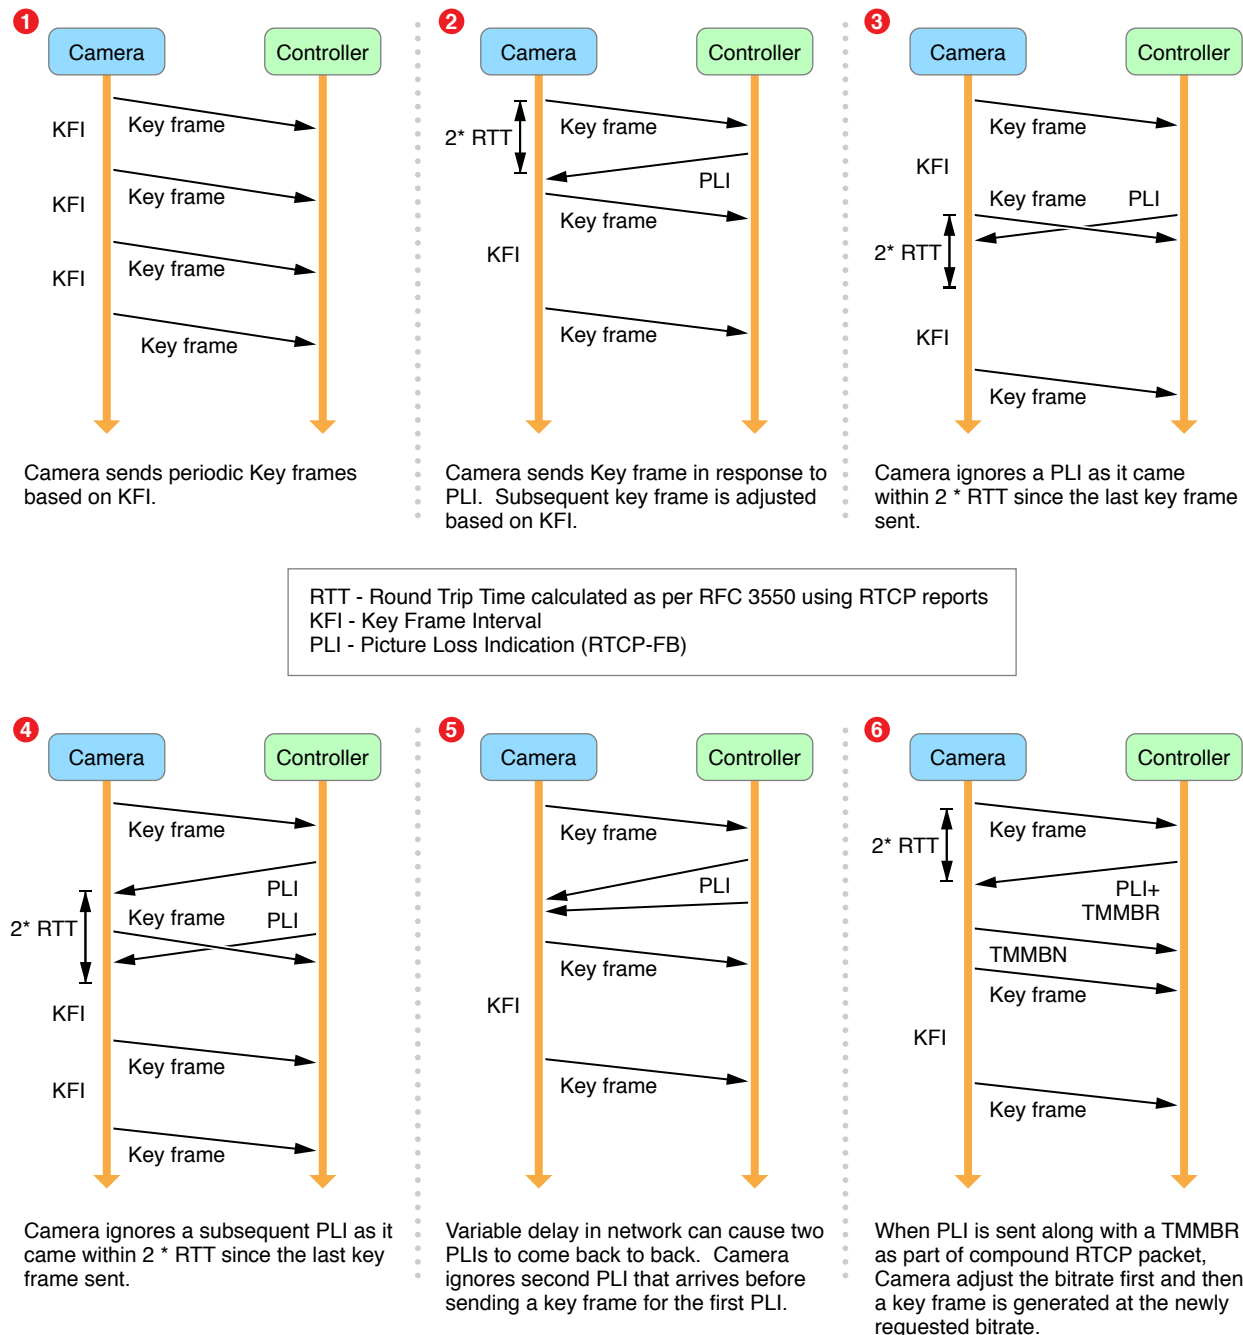 1
Camera
Controller
KFI
Key frame
KFI
Key frame
KFI
Key frame
Key frame
Camera sends periodic Key frames
based on KFI.
2
Camera
Controller
2* RTT
Key frame
PLI
Key frame
KFI
Key frame
Camera sends Key frame in response to
PLI. Subsequent key frame is adjusted
based on KFI.
3
Camera
Controller
Key frame
KFI
Key frame
PLI
2* RTT
KFI
Key frame
Camera ignores a PLI as it came
within 2 * RTT since the last key frame
sent.
RTT - Round Trip Time calculated as per RFC 3550 using RTCP reports
KFI - Key Frame Interval
PLI - Picture Loss Indication (RTCP-FB)
4
Camera
Controller
Key frame
PLI
Key frame
PLI
2* RTT
KFI
Key frame
KFI
Key frame
Camera ignores a subsequent PLI as it
came within 2 * RTT since the last key
frame sent.
5
Camera
Controller
Key frame
PLI
Key frame
KFI
Key frame
Variable delay in network can cause two
PLIs to come back to back. Camera
ignores second PLI that arrives before
sending a key frame for the first PLI.
6
Camera
Controller
Key frame
2* RTT
PLI+
TMMBR
TMMBN
Key frame
KFI
Key frame
When PLI is sent along with a TMMBR
as part of compound RTCP packet,
Camera adjust the bitrate first and then
a key frame is generated at the newly
requested bitrate.